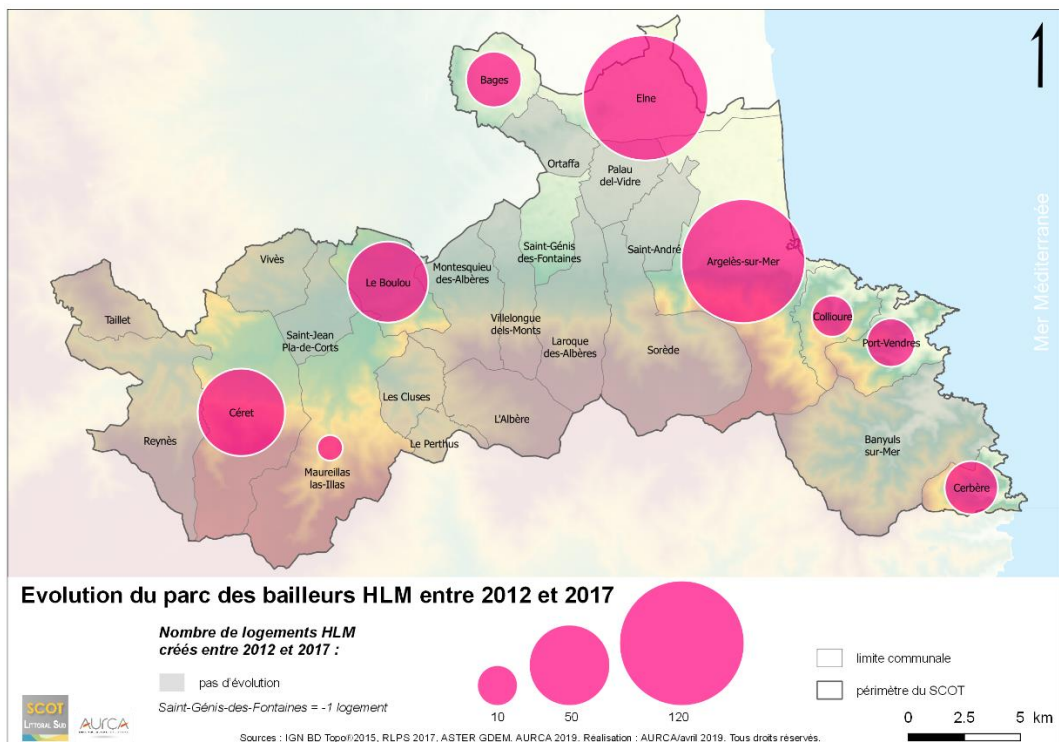 Bages
Elne
Ortaffa
Palau
del-Vidre
Mer Méditerranée
Saint-Génis
des-Fontaines
Saint-André
Argelès-sur-Mer
Vivès
Le Boulou
Montesquieu
des-Albères
Taillet
Saint-Jean
Pla-de-Corts
Villelongue
dels-Monts
Laroque
des-Albères
Sorède
Collioure
Port-Vendres
Céret
Les Cluses
L'Albère
Reynès
Maureillas
las-Illas
Le Perthus
Banyuls
sur-Mer
Cerbère
Evolution du parc des bailleurs HLM entre 2012 et 2017
Nombre de logements HLM
créés entre 2012 et 2017 :
pas d'évolution
Saint-Génis-des-Fontaines = -1 logement
10
50
120
limite communale
périmètre du SCOT
0 2.5 5 km
SCOT
LITTORAL SUD
AURCA
Sources : IGN BD Topo®2015, RLPS 2017, ASTER GDEM, AURCA 2019. Réalisation : AURCA/avril 2019. Tous droits réservés.